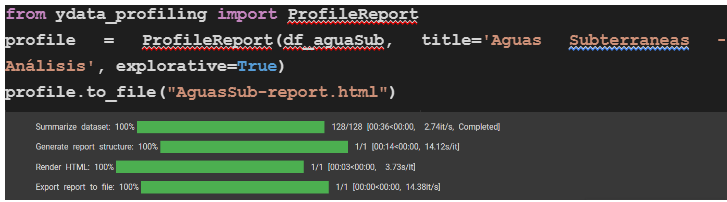 from ydata_profiling import ProfileReport
profile = ProfileReport(df_aguaSub, title='Aguas Subterraneas -
Análisis', explorative=True)
profile.to_file("AguasSub-report.html")
Summarize dataset: 100% 128/128 [00:36<00:00, 2.74it/s, Completed]
Generate report structure: 100% 1/1 [00:14<00:00, 14.12s/it]
Render HTML: 100% 1/1 [00:03<00:00, 3.73s/it]
Export report to file: 100% 1/1 [00:00<00:00, 14.38it/s]